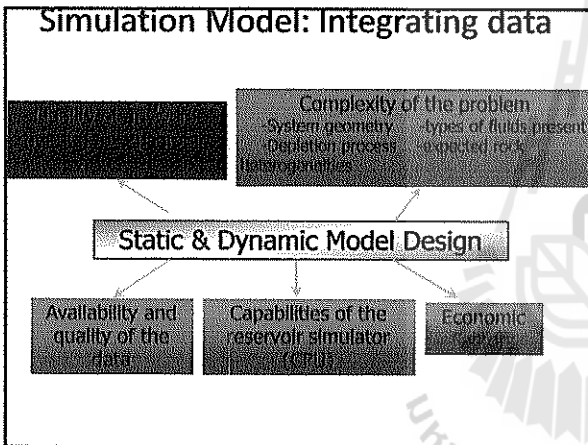 Simulation Model: Integrating data
Complexity of the problem
-System geometry -types of fluids present
-Depletion process -expected rock
Heterogeneities
Static & Dynamic Model Design
Availability and
quality of the
data
Capabilities of the
reservoir simulator
(CPU)
Economic